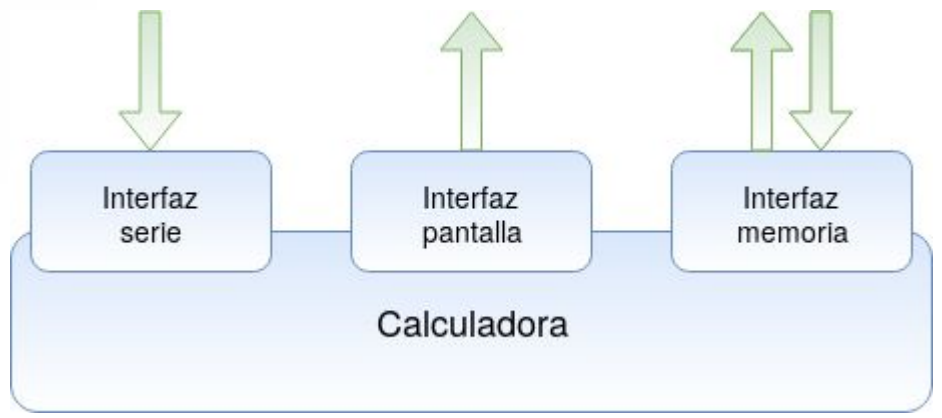 Interfaz
serie
Interfaz
pantalla
Interfaz
memoria
Calculadora